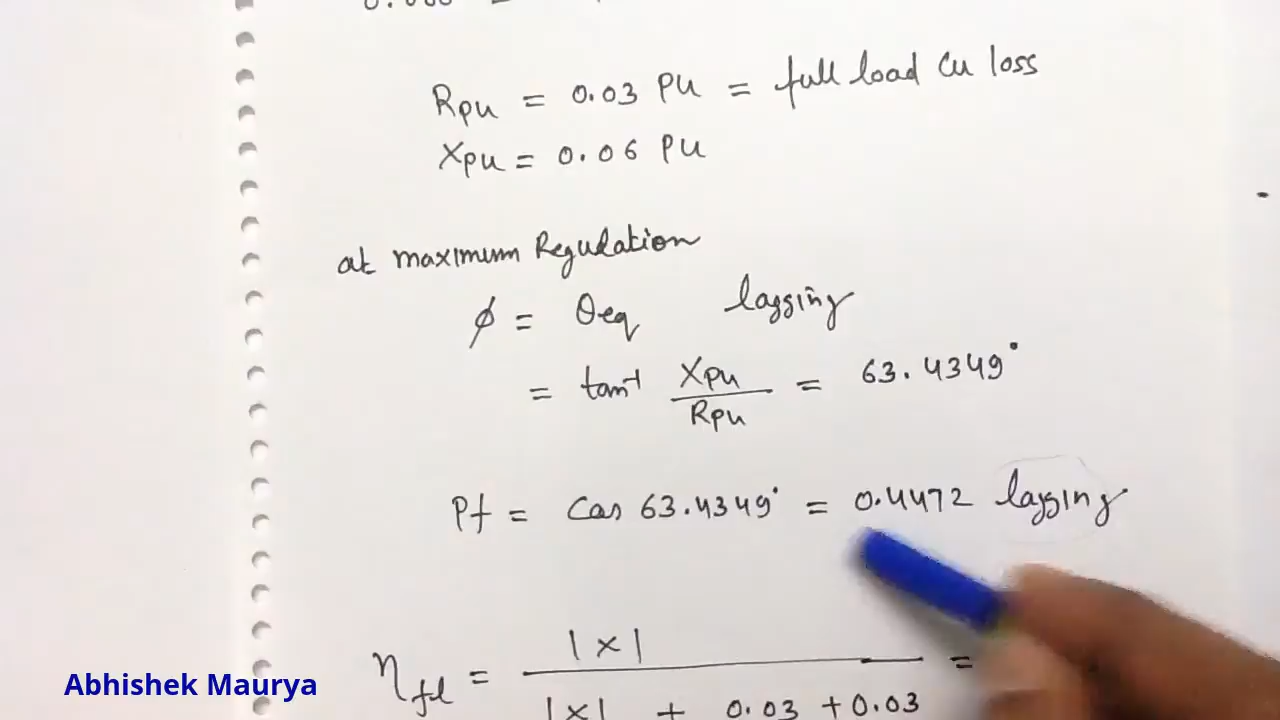 Rpu = 0.03 PU = full load Cu loss
Xpu = 0.06 PU
at maximum Regulation
ϕ = θeq lagging
= tan⁻¹ Xpu / Rpu = 63.4349°
Pf = Cos 63.4349° = 0.4472 lagging
ηfl = 1×1 / 1×1 + 0.03 + 0.03 =
Abhishek Maurya